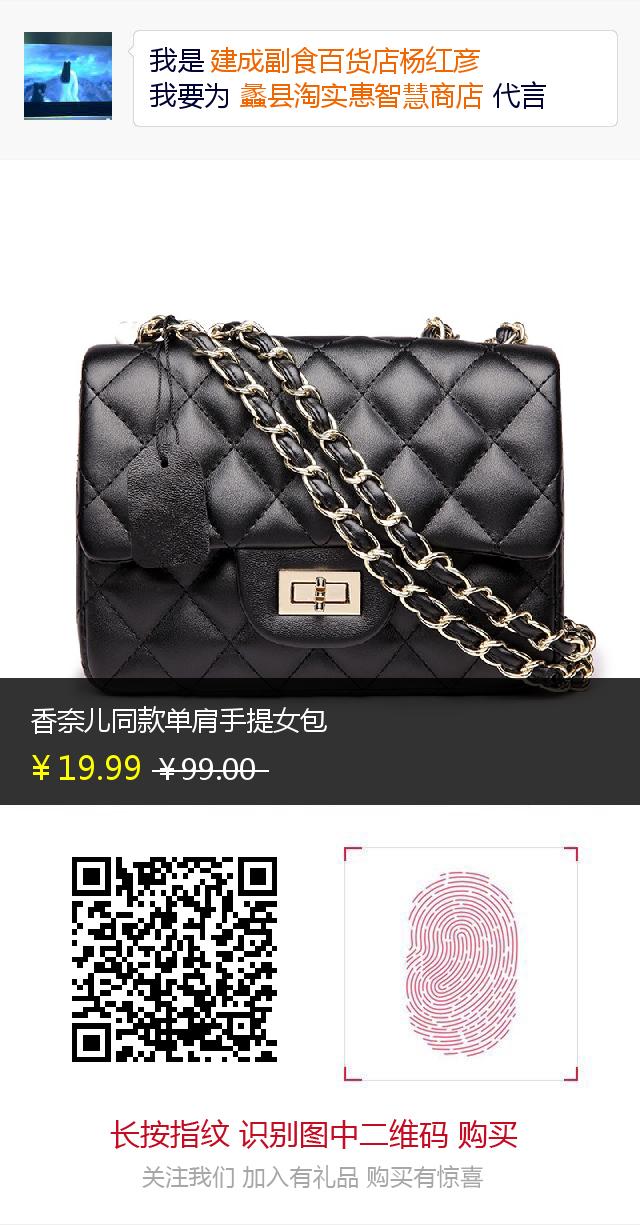 我是 建成副食百货店杨红彦
我要为 蠡县淘实惠智慧商店 代言
香奈儿同款单肩手提女包
￥19.99 ￥99.00
长按指纹 识别图中二维码 购买
关注我们 加入有礼品 购买有惊喜